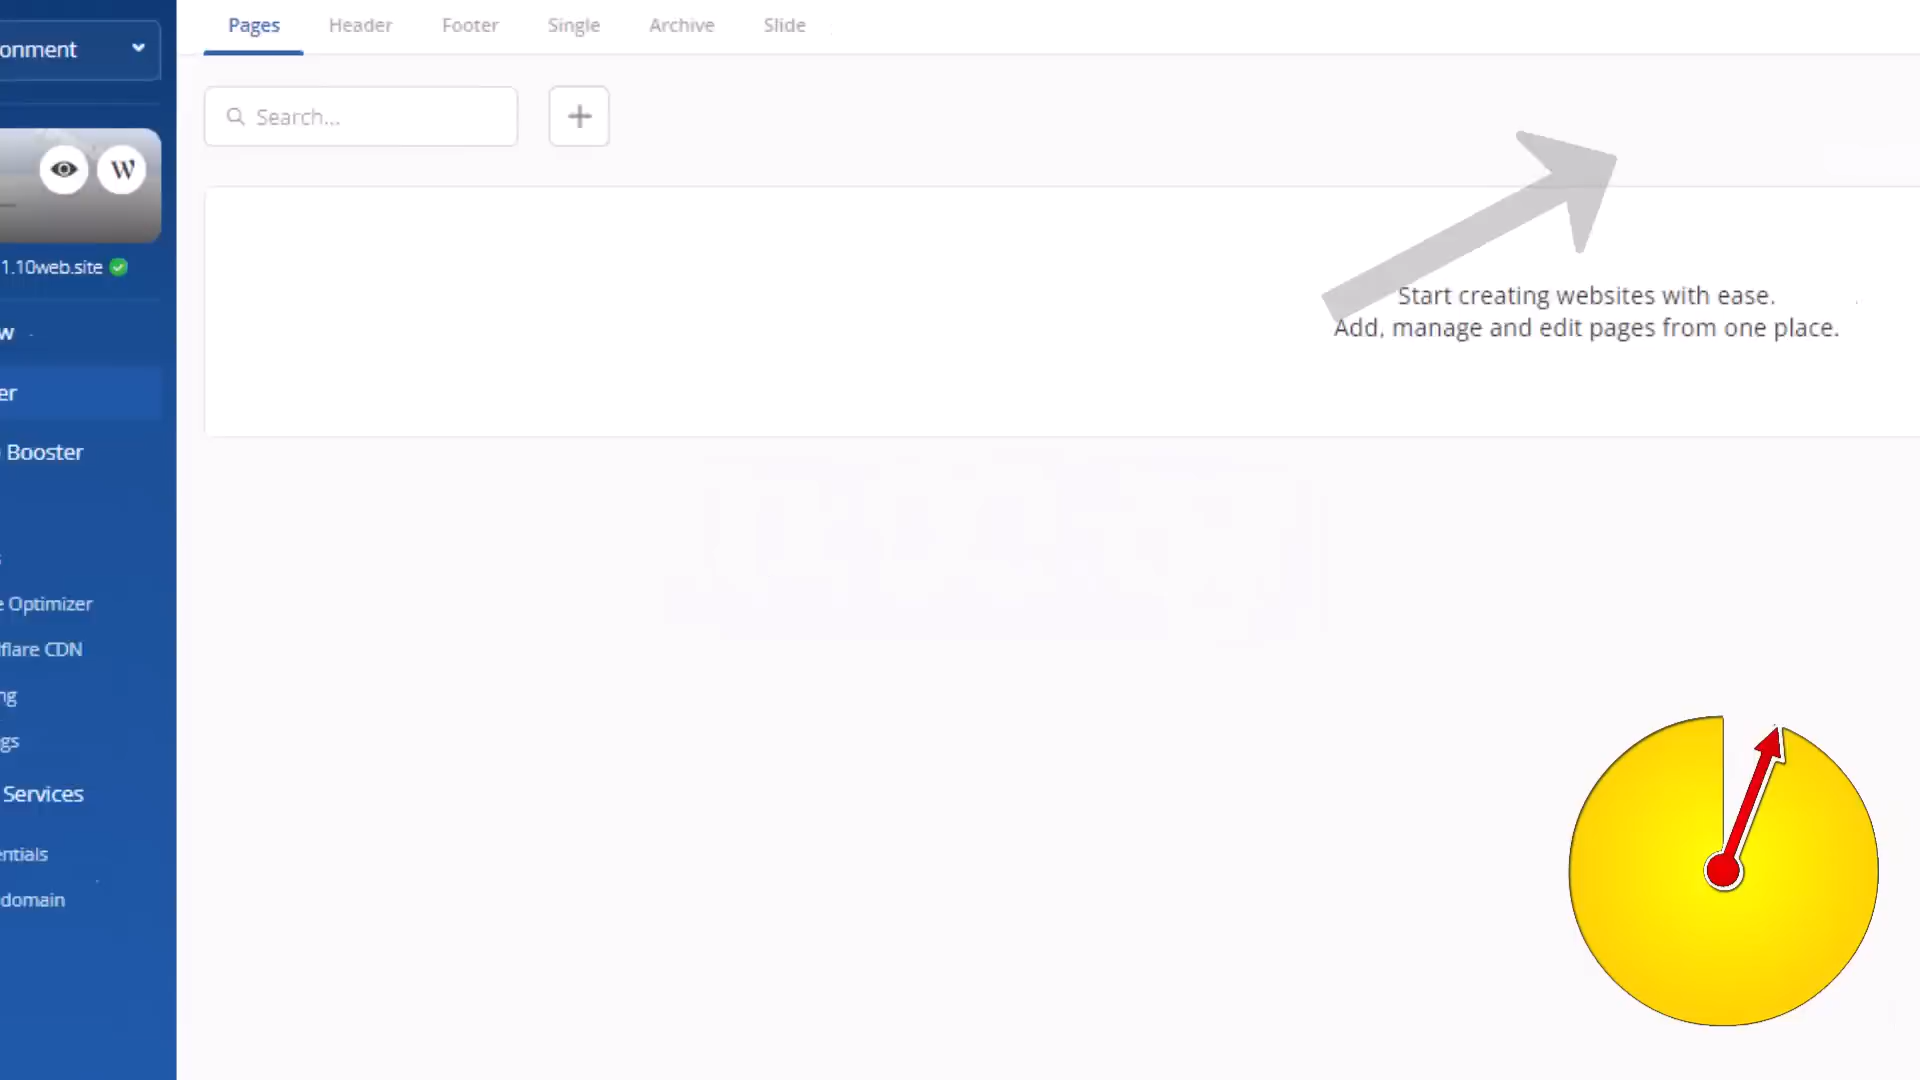 Pages Header Footer Single Archive Slide
onment
Search...
W
1.10web.site
Start creating websites with ease.
Add, manage and edit pages from one place.
w
er
Booster
s
e Optimizer
flare CDN
ng
gs
Services
entials
domain